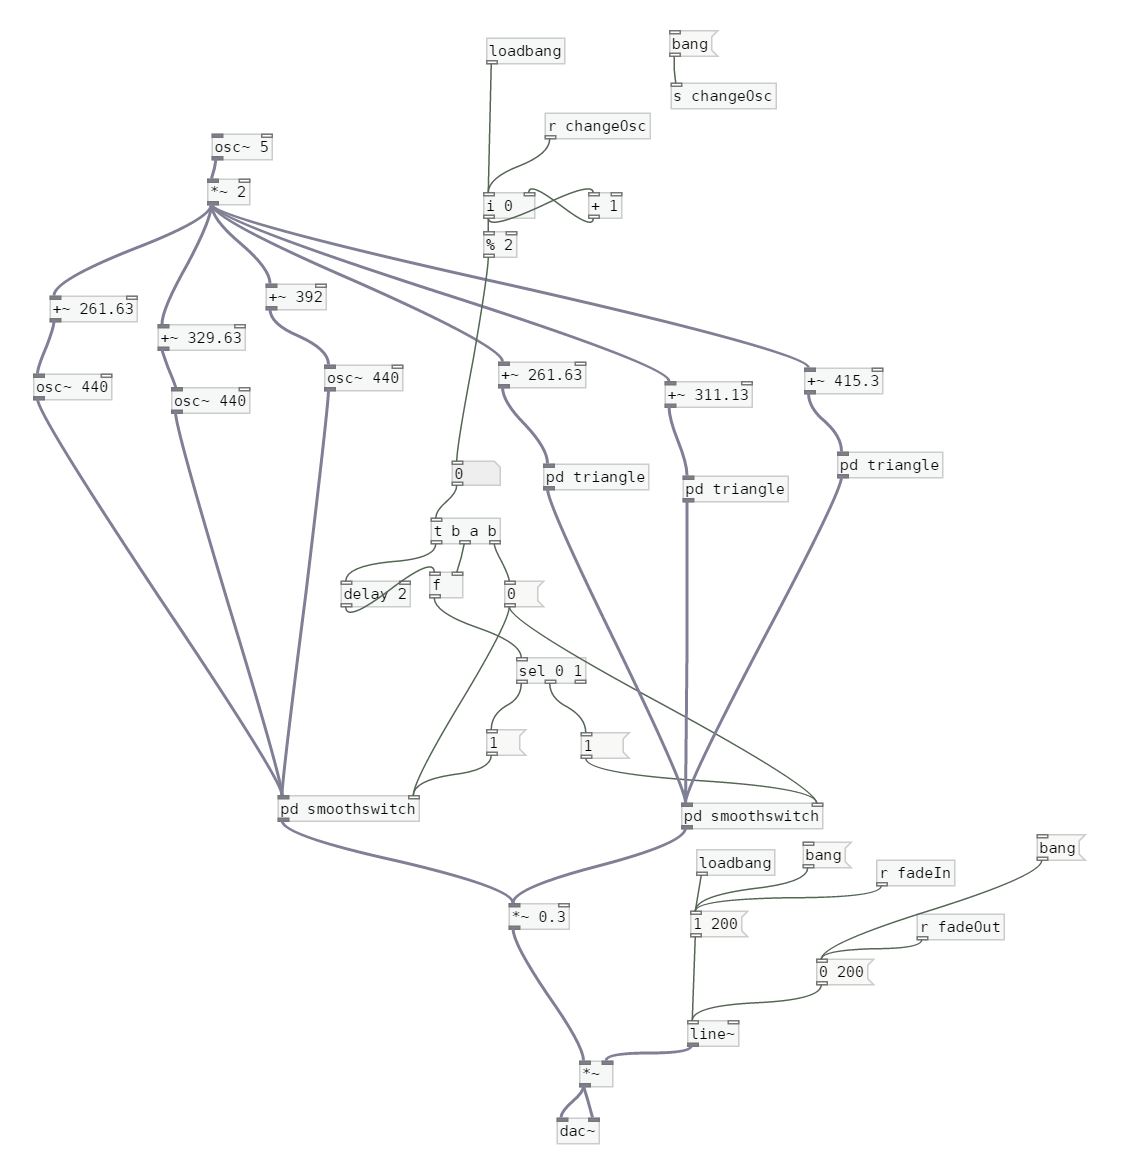 bang
loadbang
s changeOsc
r changeOsc
osc~ 5
*~ 2
i 0
+ 1
% 2
+~ 392
+~ 261.63
+~ 329.63
osc~ 440
+~ 261.63
+~ 415.3
osc~ 440
+~ 311.13
osc~ 440
pd triangle
0
pd triangle
pd triangle
t b a b
f
delay 2
0
sel 0 1
1
1
pd smoothswitch
pd smoothswitch
bang
bang
loadbang
r fadeIn
*~ 0.3
1 200
r fadeOut
0 200
line~
*~
dac~